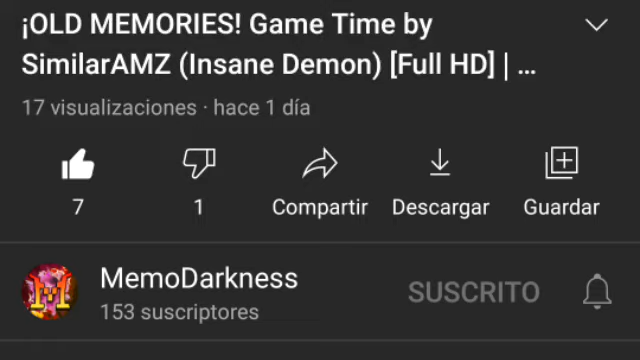 ¡OLD MEMORIES! Game Time by
SimilarAMZ (Insane Demon) [Full HD] | ...
17 visualizaciones · hace 1 día
7 1 Compartir Descargar Guardar
M
MemoDarkness
153 suscriptores
SUSCRITO